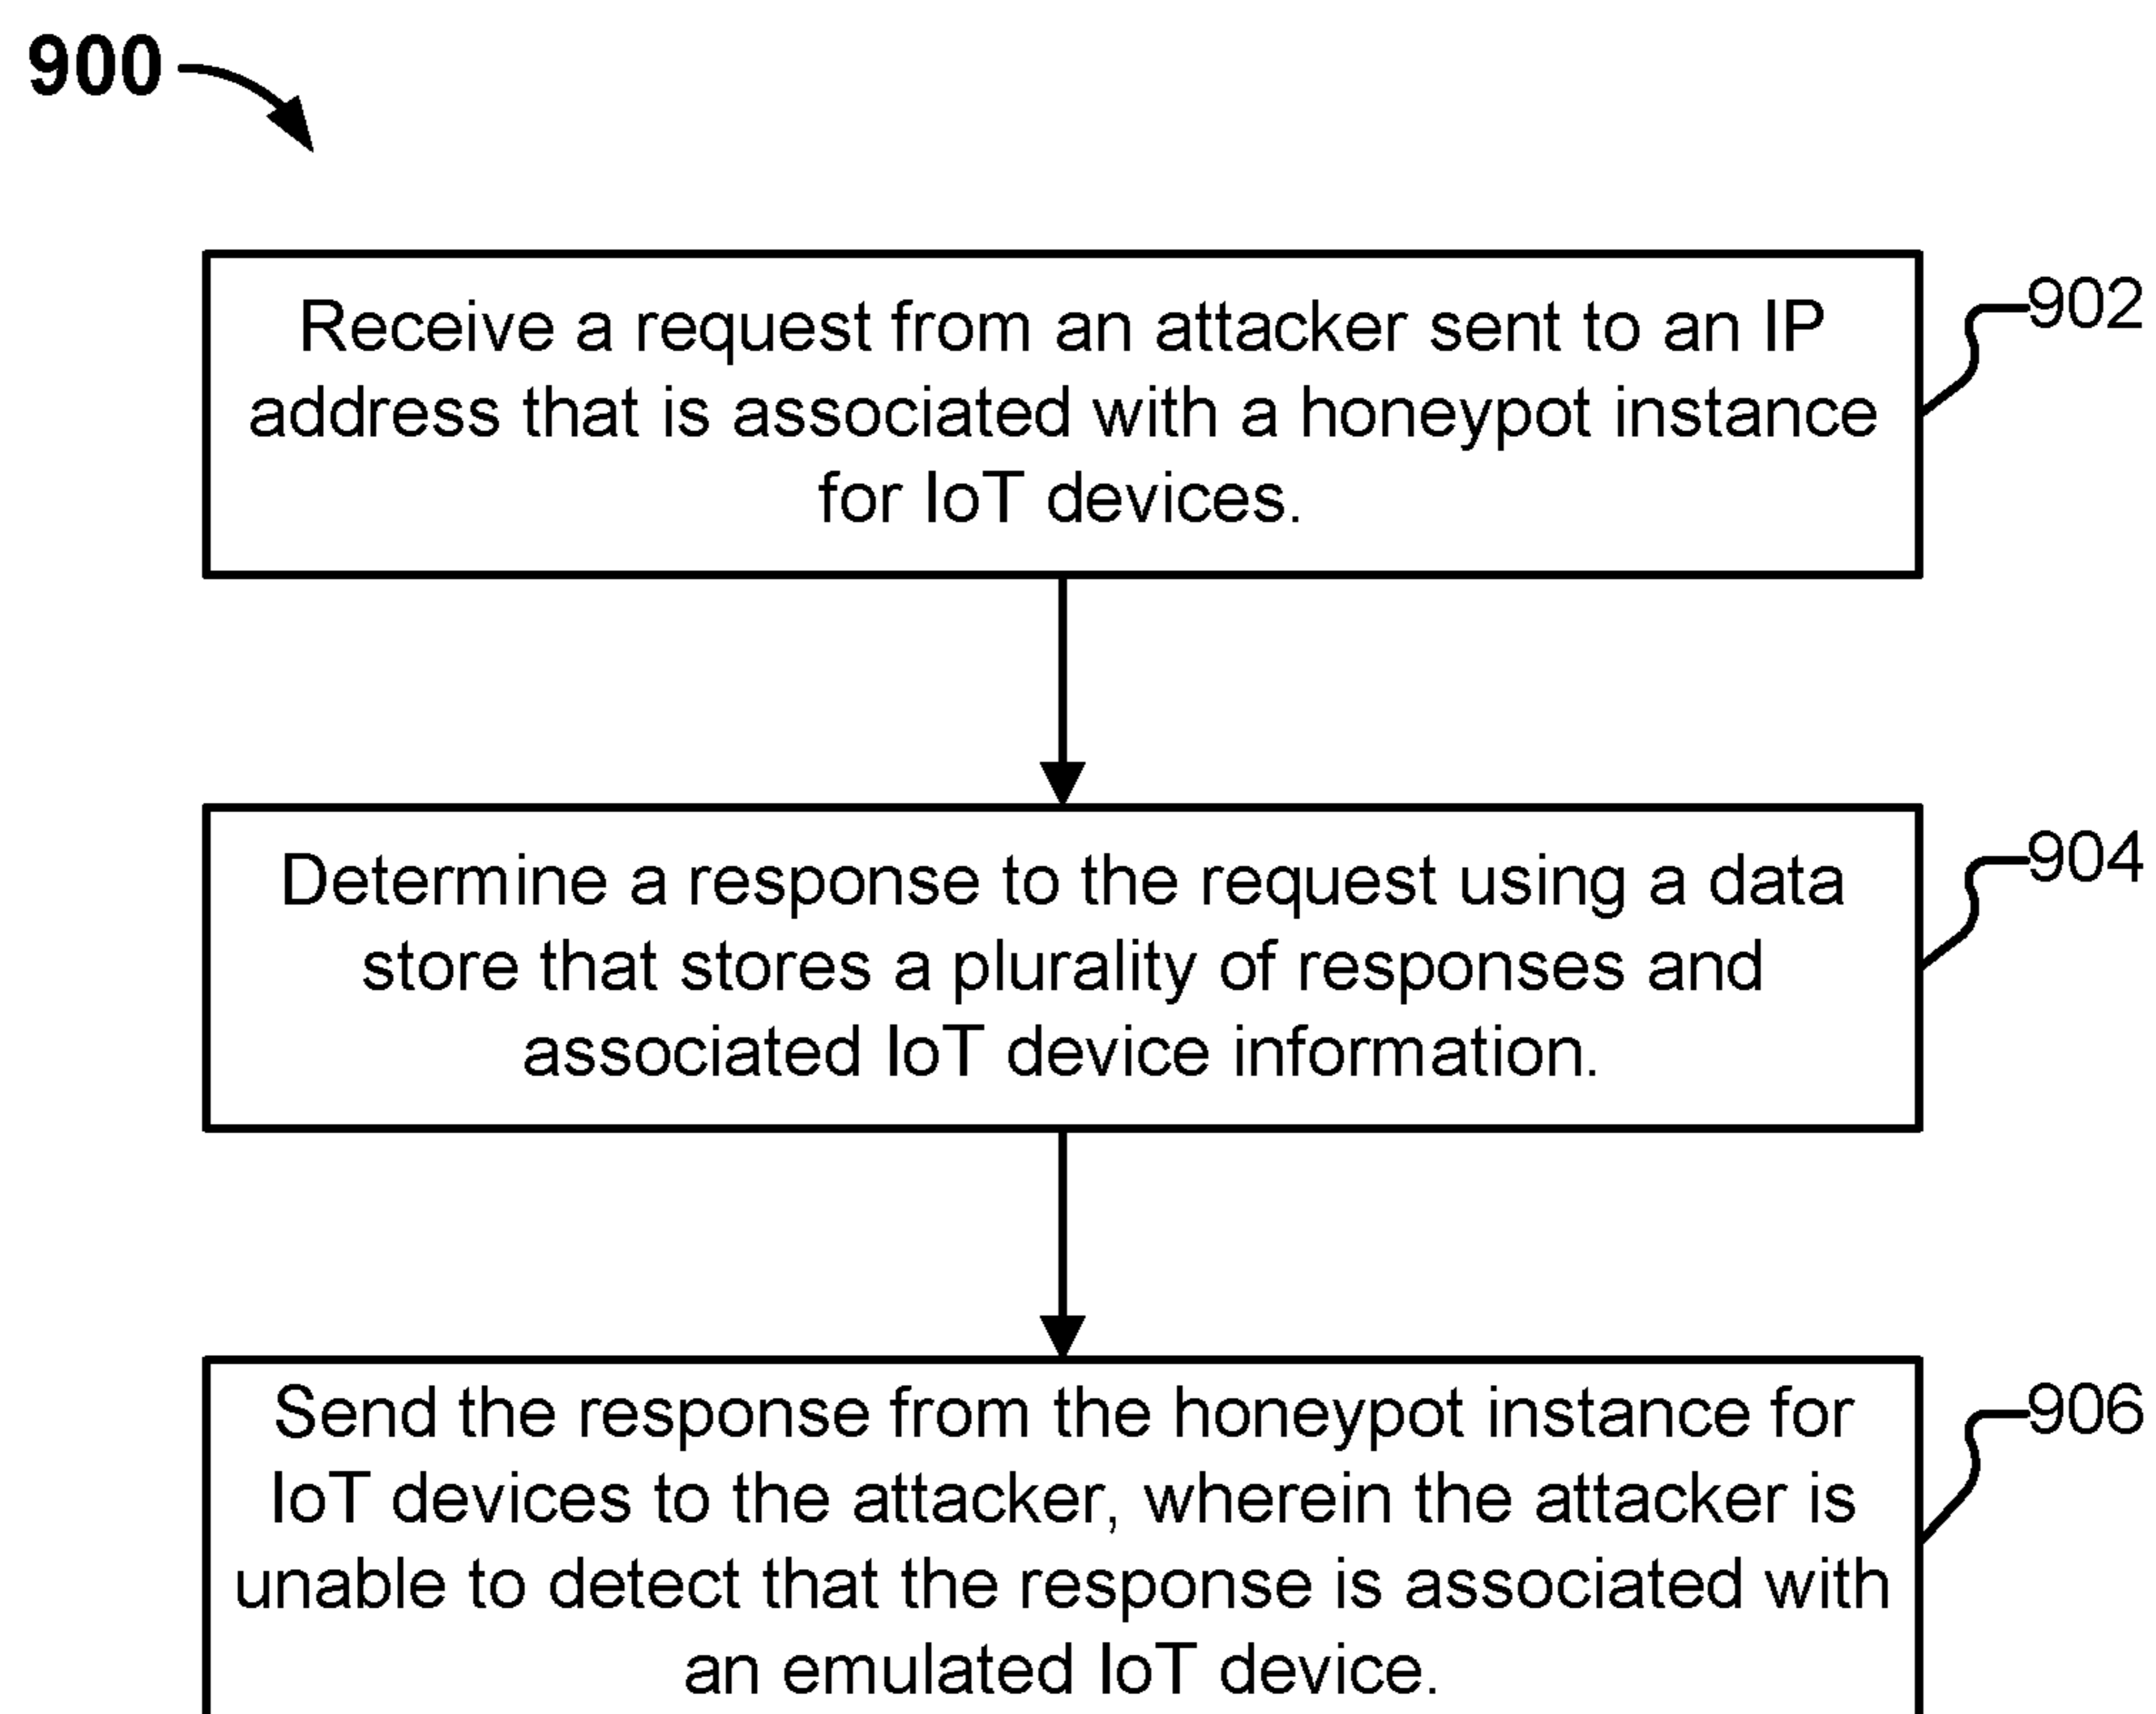 900
Receive a request from an attacker sent to an IP
address that is associated with a honeypot instance
for IoT devices.
902
Determine a response to the request using a data
store that stores a plurality of responses and
associated IoT device information.
904
Send the response from the honeypot instance for
IoT devices to the attacker, wherein the attacker is
unable to detect that the response is associated with
an emulated IoT device.
906